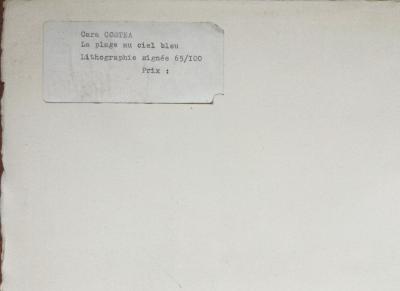 Cara COSTEA
La plage au ciel bleu
Lithographie signée 65/100
Prix :